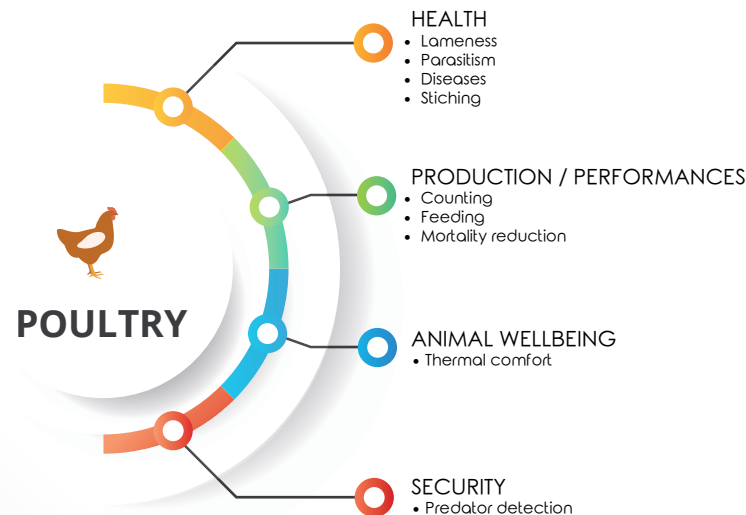 HEALTH
• Lameness
• Parasitism
• Diseases
• Stiching
PRODUCTION / PERFORMANCES
• Counting
• Feeding
• Mortality reduction
POULTRY
ANIMAL WELLBEING
• Thermal comfort
SECURITY
• Predator detection